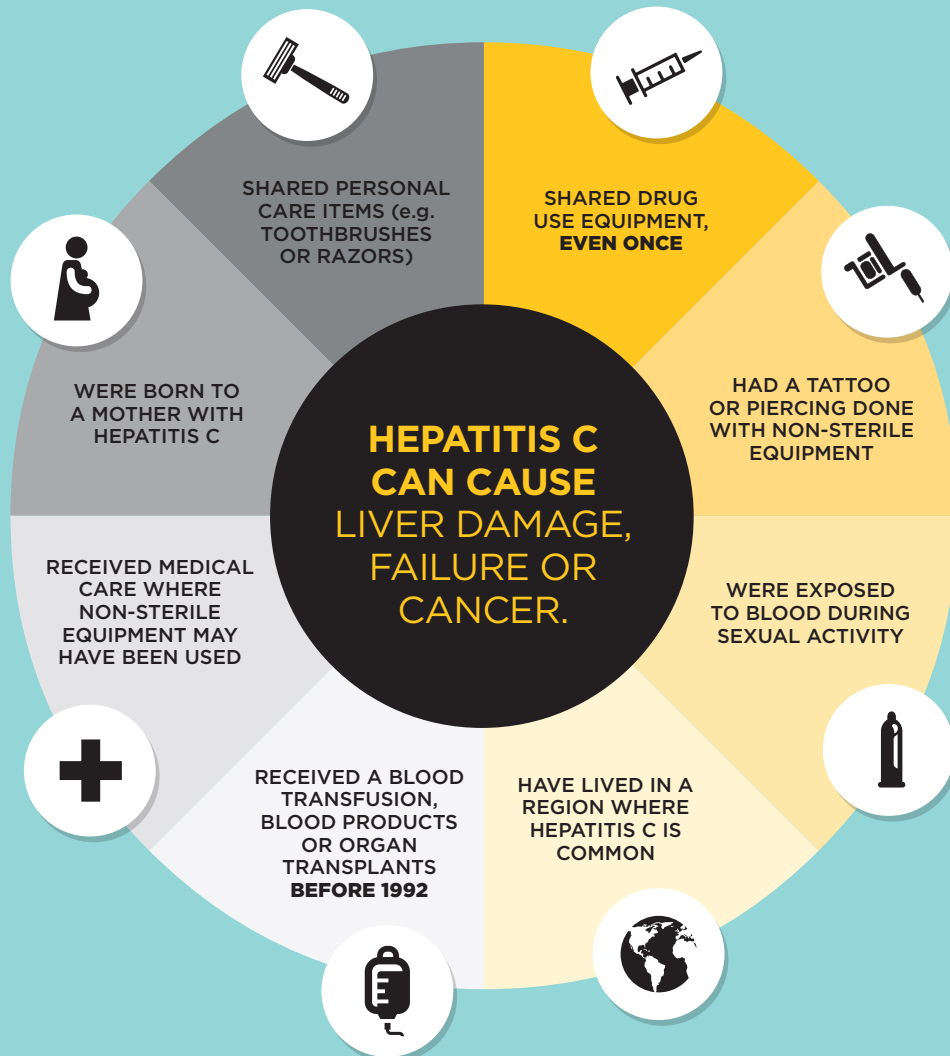 SHARED PERSONAL
CARE ITEMS (e.g.
TOOTHBRUSHES
OR RAZORS)
SHARED DRUG
USE EQUIPMENT,
EVEN ONCE
WERE BORN TO
A MOTHER WITH
HEPATITIS C
HAD A TATTOO
OR PIERCING DONE
WITH NON-STERILE
EQUIPMENT
HEPATITIS C
CAN CAUSE
LIVER DAMAGE,
FAILURE OR
CANCER.
RECEIVED MEDICAL
CARE WHERE
NON-STERILE
EQUIPMENT MAY
HAVE BEEN USED
WERE EXPOSED
TO BLOOD DURING
SEXUAL ACTIVITY
RECEIVED A BLOOD
TRANSFUSION,
BLOOD PRODUCTS
OR ORGAN
TRANSPLANTS
BEFORE 1992
HAVE LIVED IN A
REGION WHERE
HEPATITIS C IS
COMMON